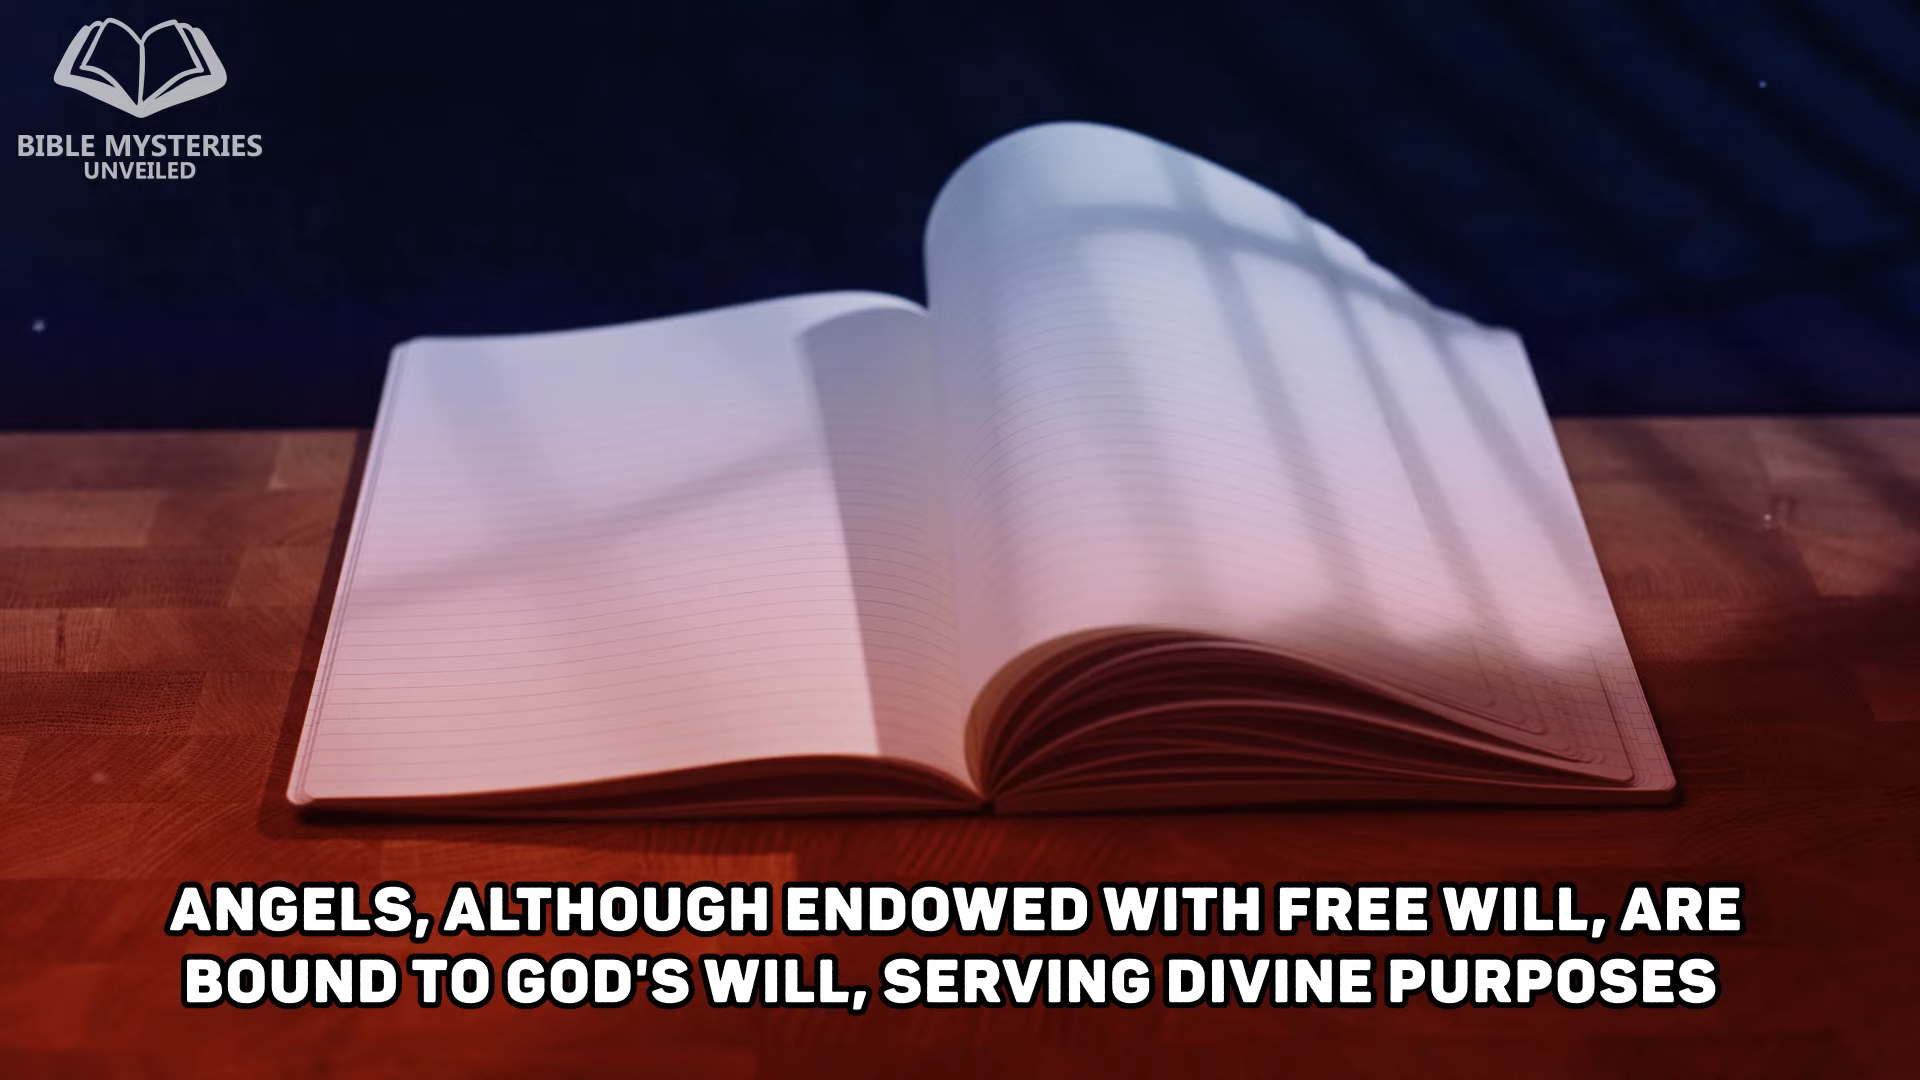 BIBLE MYSTERIES
UNVEILED
ANGELS, ALTHOUGH ENDOWED WITH FREE WILL, ARE
BOUND TO GOD'S WILL, SERVING DIVINE PURPOSES